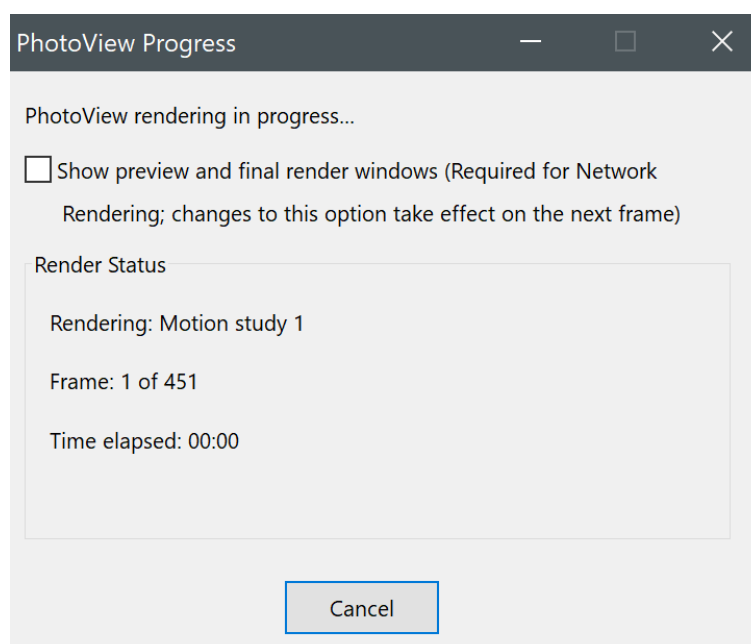 PhotoView Progress
PhotoView rendering in progress...
Show preview and final render windows (Required for Network
Rendering; changes to this option take effect on the next frame)
Render Status
Rendering: Motion study 1
Frame: 1 of 451
Time elapsed: 00:00
Cancel